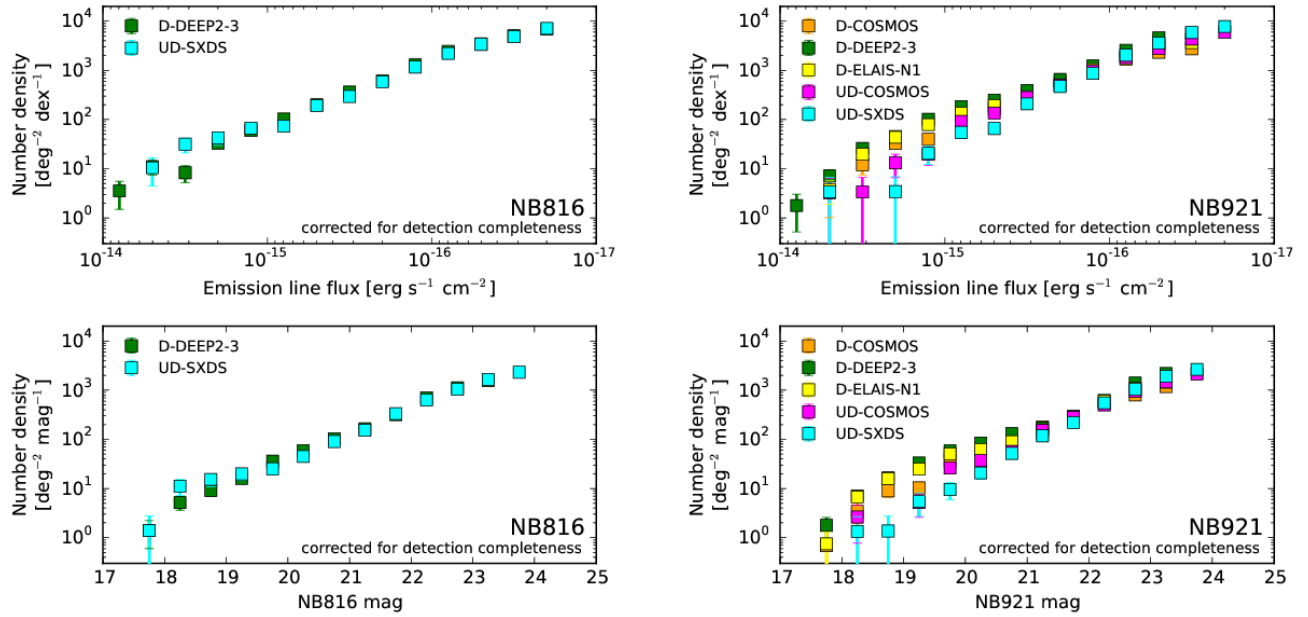 Number density
[deg⁻² dex⁻¹]
10⁴
10³
10²
10¹
10⁰
D-DEEP2-3
UD-SXDS
NB816
corrected for detection completeness
10⁻¹⁴ 10⁻¹⁵ 10⁻¹⁶ 10⁻¹⁷
Emission line flux [erg s⁻¹ cm⁻²]
Number density
[deg⁻² dex⁻¹]
10⁴
10³
10²
10¹
10⁰
D-COSMOS
D-DEEP2-3
D-ELAIS-N1
UD-COSMOS
UD-SXDS
NB921
corrected for detection completeness
10⁻¹⁴ 10⁻¹⁵ 10⁻¹⁶ 10⁻¹⁷
Emission line flux [erg s⁻¹ cm⁻²]
Number density
[deg⁻² mag⁻¹]
10⁴
10³
10²
10¹
10⁰
D-DEEP2-3
UD-SXDS
NB816
corrected for detection completeness
17 18 19 20 21 22 23 24 25
NB816 mag
Number density
[deg⁻² mag⁻¹]
10⁴
10³
10²
10¹
10⁰
D-COSMOS
D-DEEP2-3
D-ELAIS-N1
UD-COSMOS
UD-SXDS
NB921
corrected for detection completeness
17 18 19 20 21 22 23 24 25
NB921 mag